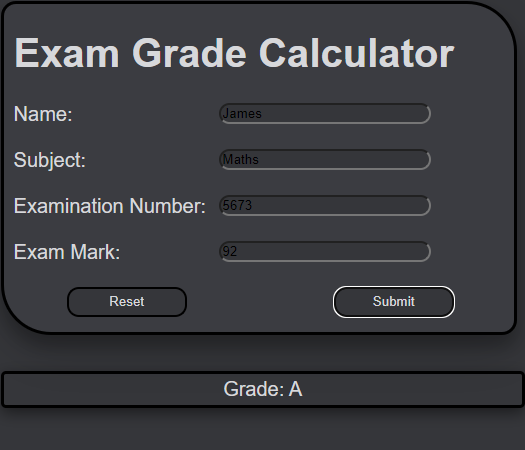 Exam Grade Calculator
Name: James
Subject: Maths
Examination Number: 5673
Exam Mark: 92
Reset Submit
Grade: A